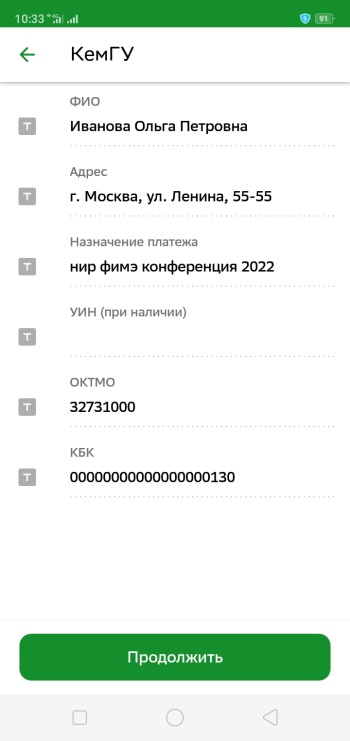 10:33
91
КемГУ
ФИО
Иванова Ольга Петровна
Адрес
г. Москва, ул. Ленина, 55-55
Назначение платежа
нир фимэ конференция 2022
УИН (при наличии)
ОКТМО
32731000
КБК
00000000000000000130
Продолжить